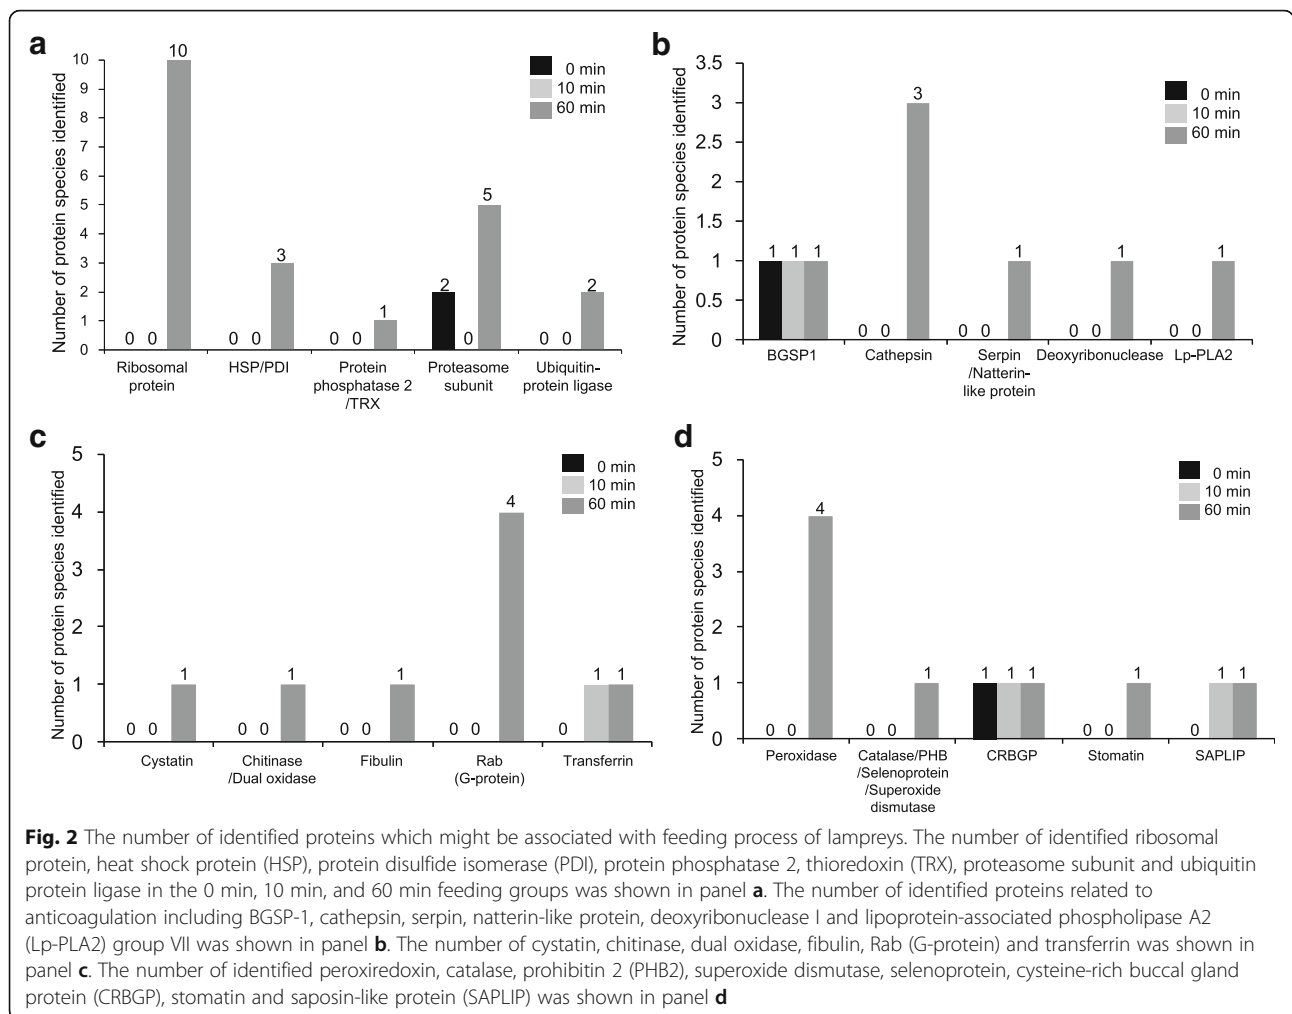 a
Number of protein species identified
10
9
8
7
6
5
4
3
2
1
0
0 min
10 min
60 min
0 0 10
0 0 3
0 0 1
2 0 5
0 0 2
Ribosomal
protein
HSP/PDI
Protein
phosphatase 2
/TRX
Proteasome
subunit
Ubiquitin-
protein ligase
b
Number of protein species identified
3.5
3
2.5
2
1.5
1
0.5
0
0 min
10 min
60 min
1 1 1
0 0 3
0 0 1
0 0 1
0 0 1
BGSP1
Cathepsin
Serpin
/Natterin-
like protein
Deoxyribonuclease
Lp-PLA2
c
Number of protein species identified
5
4
3
2
1
0
0 min
10 min
60 min
0 0 1
0 0 1
0 0 1
0 0 4
0 1 1
Cystatin
Chitinase
/Dual oxidase
Fibulin
Rab
(G-protein)
Transferrin
d
Number of protein species identified
5
4
3
2
1
0
0 min
10 min
60 min
0 0 4
0 0 1
1 1 1
0 0 1
0 1 1
Peroxidase
Catalase/PHB
/Selenoprotein
/Superoxide
dismutase
CRBGP
Stomatin
SAPLIP
Fig. 2 The number of identified proteins which might be associated with feeding process of lampreys. The number of identified ribosomal
protein, heat shock protein (HSP), protein disulfide isomerase (PDI), protein phosphatase 2, thioredoxin (TRX), proteasome subunit and ubiquitin
protein ligase in the 0 min, 10 min, and 60 min feeding groups was shown in panel a. The number of identified proteins related to
anticoagulation including BGSP-1, cathepsin, serpin, natterin-like protein, deoxyribonuclease I and lipoprotein-associated phospholipase A2
(Lp-PLA2) group VII was shown in panel b. The number of cystatin, chitinase, dual oxidase, fibulin, Rab (G-protein) and transferrin was shown in
panel c. The number of identified peroxiredoxin, catalase, prohibitin 2 (PHB2), superoxide dismutase, selenoprotein, cysteine-rich buccal gland
protein (CRBGP), stomatin and saposin-like protein (SAPLIP) was shown in panel d